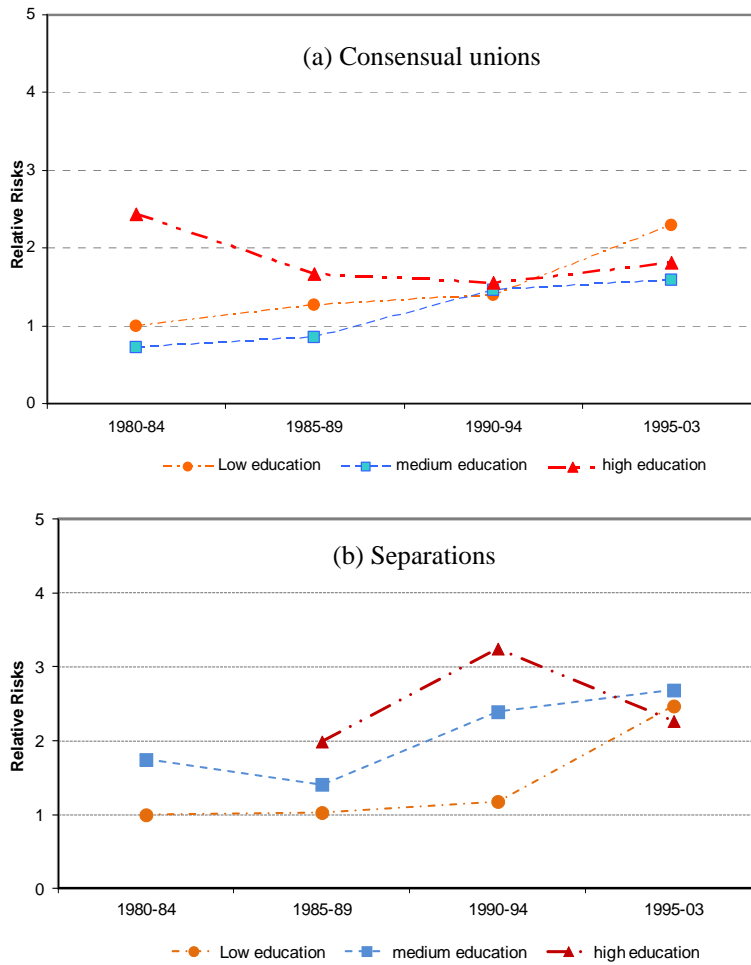 (a) Consensual unions
5
4
3
2
1
0
Relative Risks
1980-84 1985-89 1990-94 1995-03
Low education medium education high education
(b) Separations
5
4
3
2
1
0
Relative Risks
1980-84 1985-89 1990-94 1995-03
Low education medium education high education